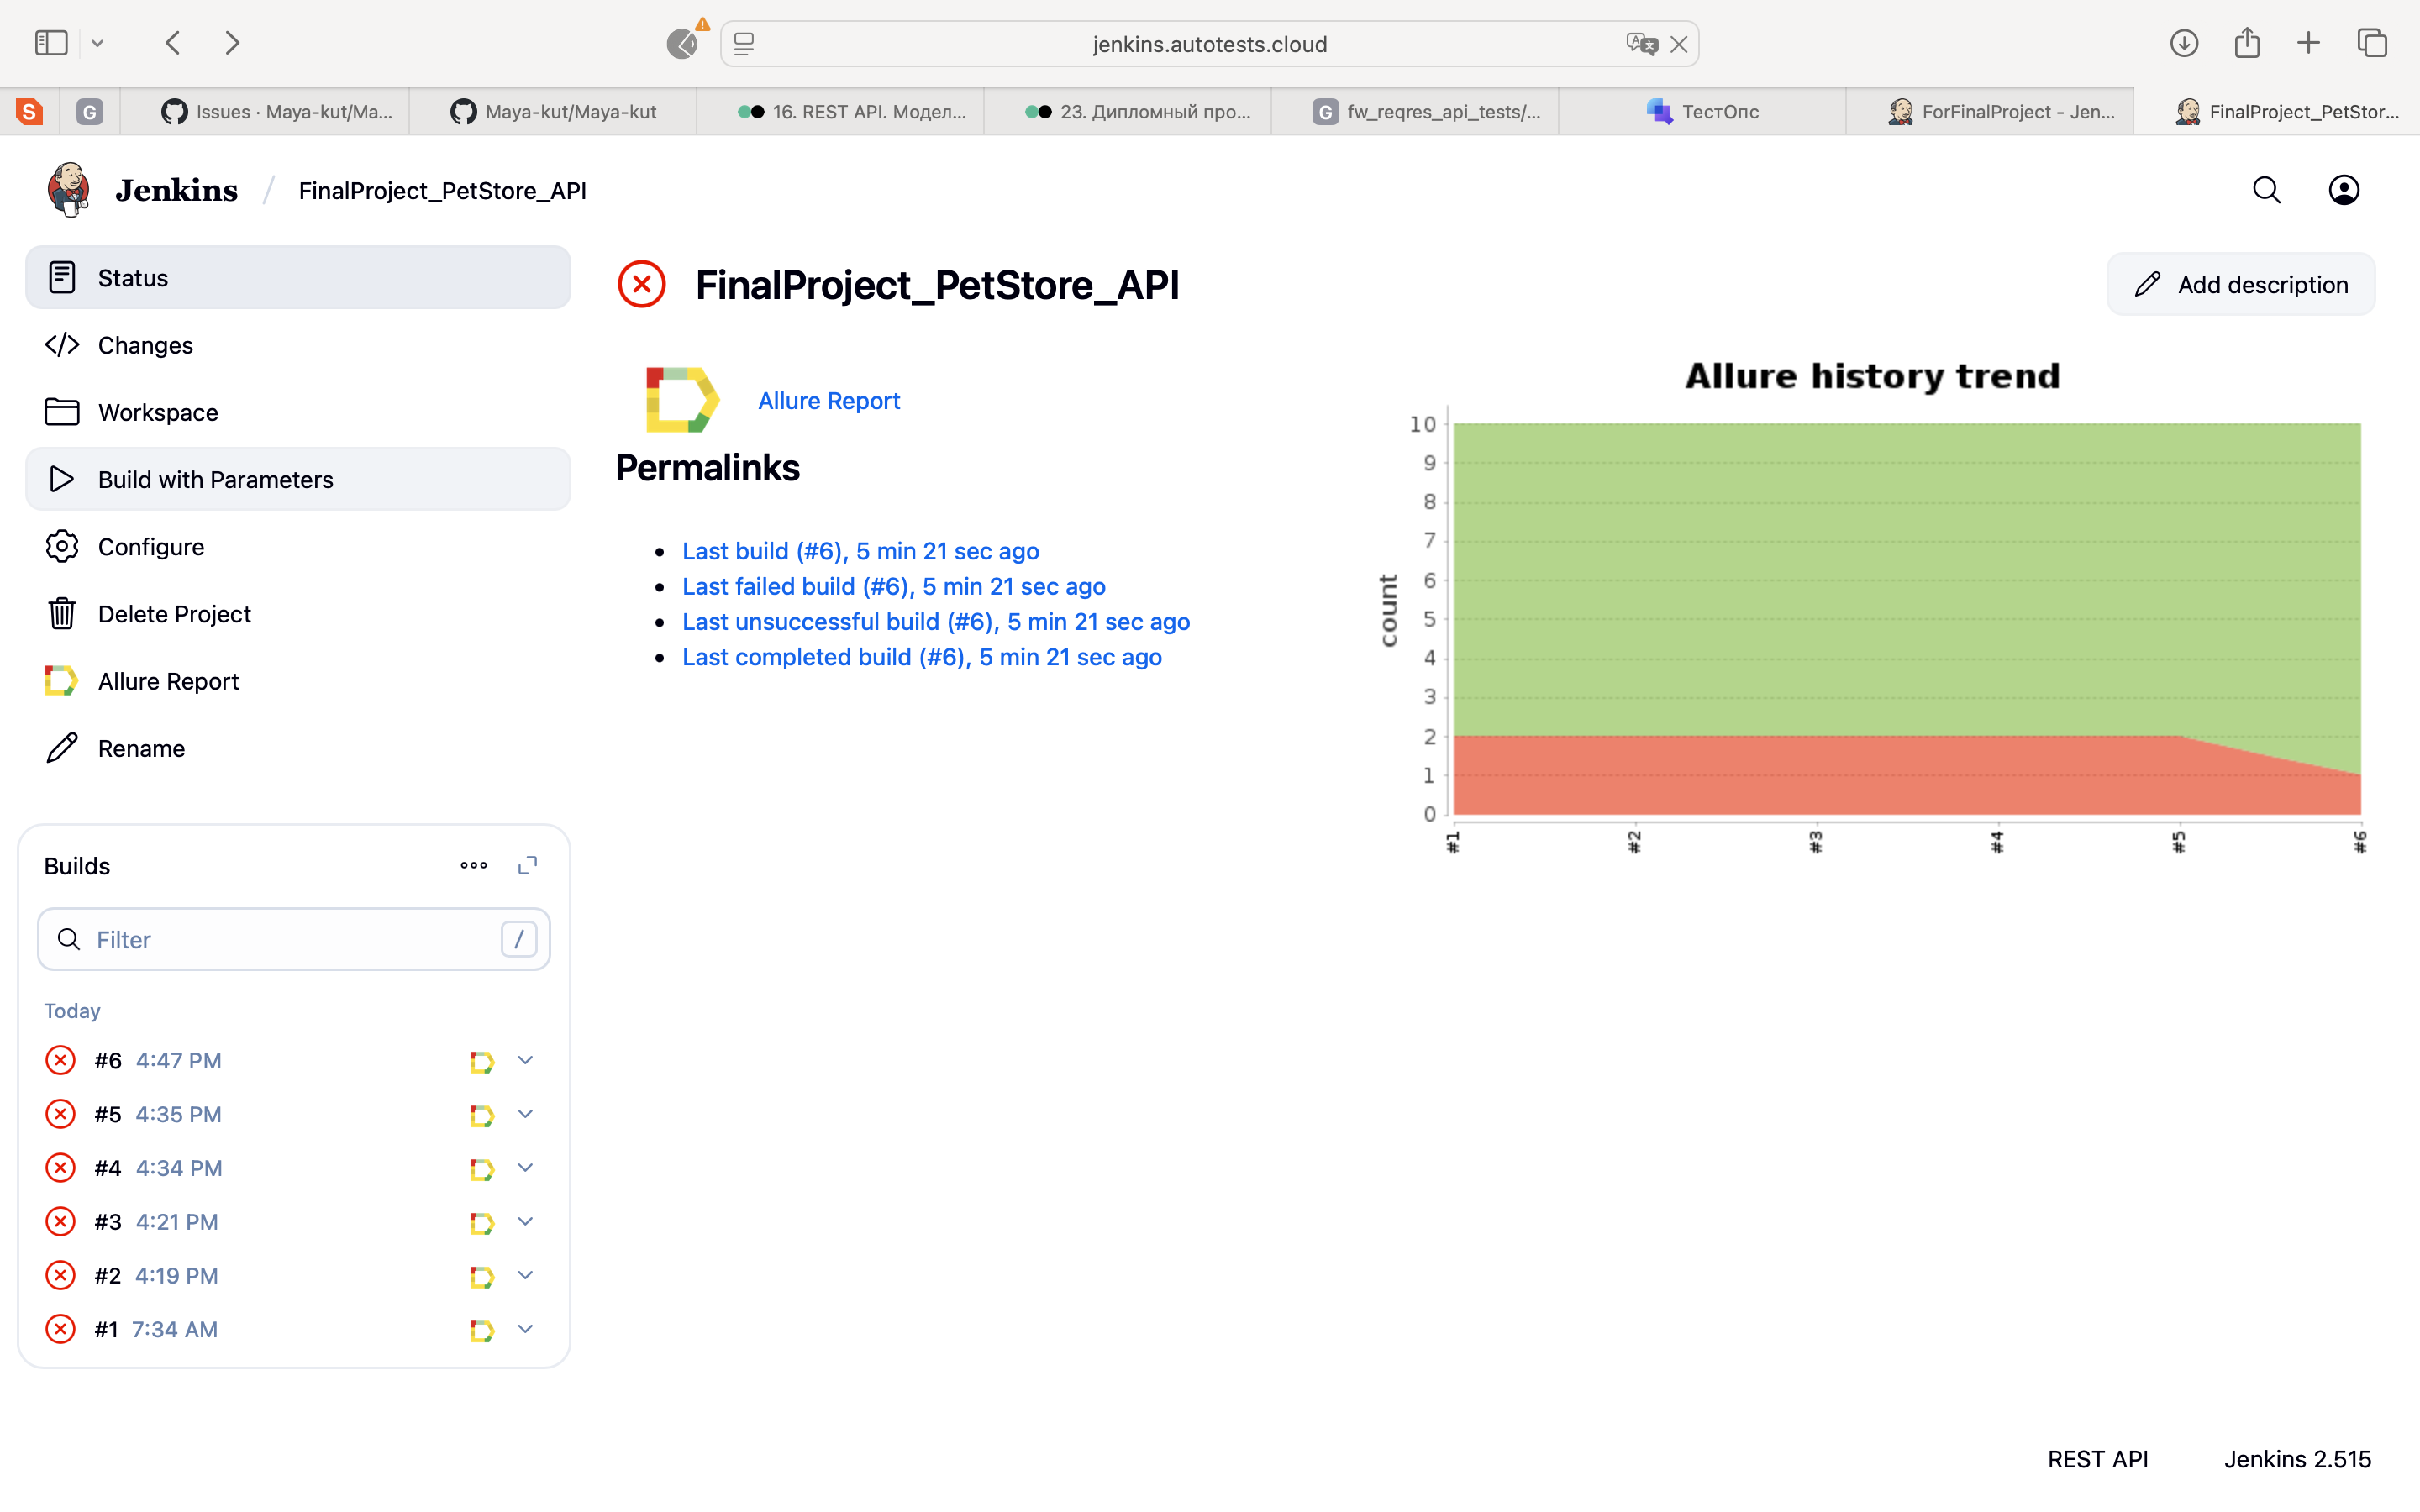 jenkins.autotests.cloud
S
G
Issues · Maya-kut/Ma...
Maya-kut/Maya-kut
16. REST API. Модел...
23. Дипломный про...
G fw_reqres_api_tests/...
ТестОпс
ForFinalProject - Jen...
FinalProject_PetStor...
Jenkins / FinalProject_PetStore_API
Status
Changes
Workspace
Build with Parameters
Configure
Delete Project
Allure Report
Rename
Builds
Filter /
Today
#6 4:47 PM
#5 4:35 PM
#4 4:34 PM
#3 4:21 PM
#2 4:19 PM
#1 7:34 AM
FinalProject_PetStore_API
Add description
Allure Report
Permalinks
Last build (#6), 5 min 21 sec ago
Last failed build (#6), 5 min 21 sec ago
Last unsuccessful build (#6), 5 min 21 sec ago
Last completed build (#6), 5 min 21 sec ago
Allure history trend
count
10
9
8
7
6
5
4
3
2
1
0
#1
#2
#3
#4
#5
#6
REST API
Jenkins 2.515